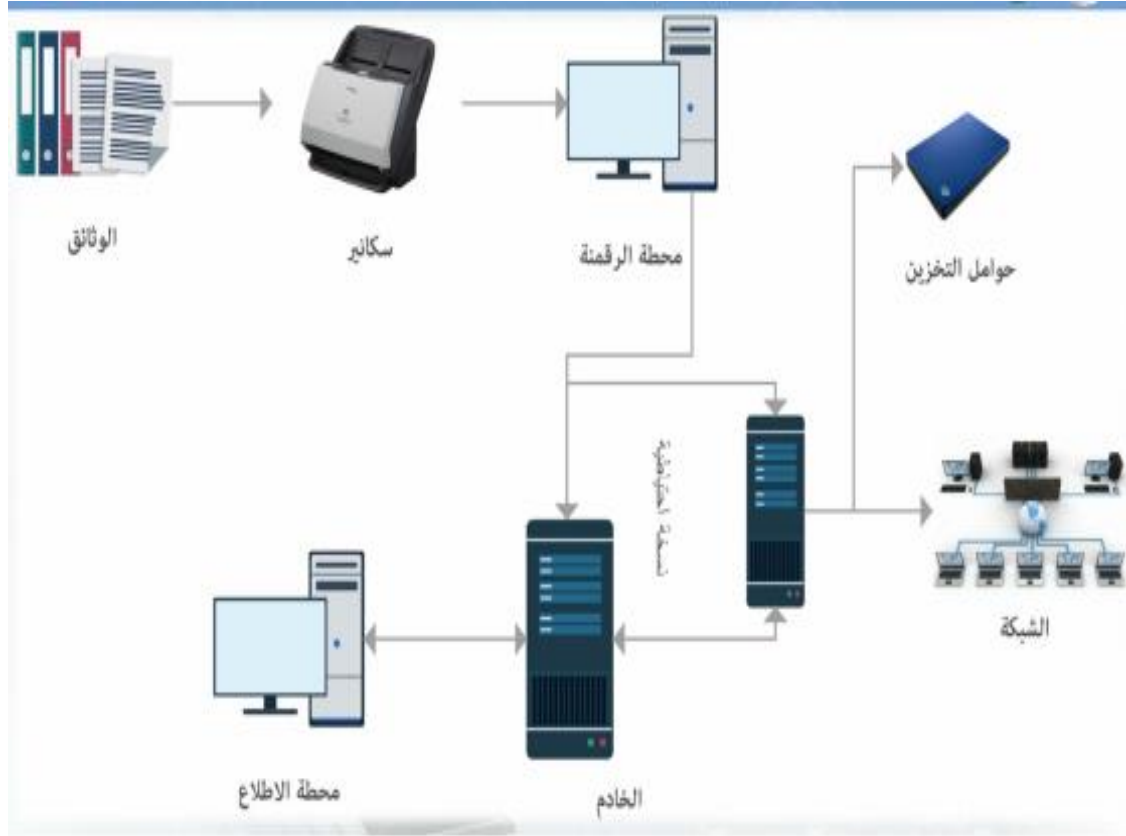 الوثائق
سكانير
محطة الرقمنة
حوامل التخزين
نسخة احتياطية
الشبكة
محطة الاطلاع
الخادم